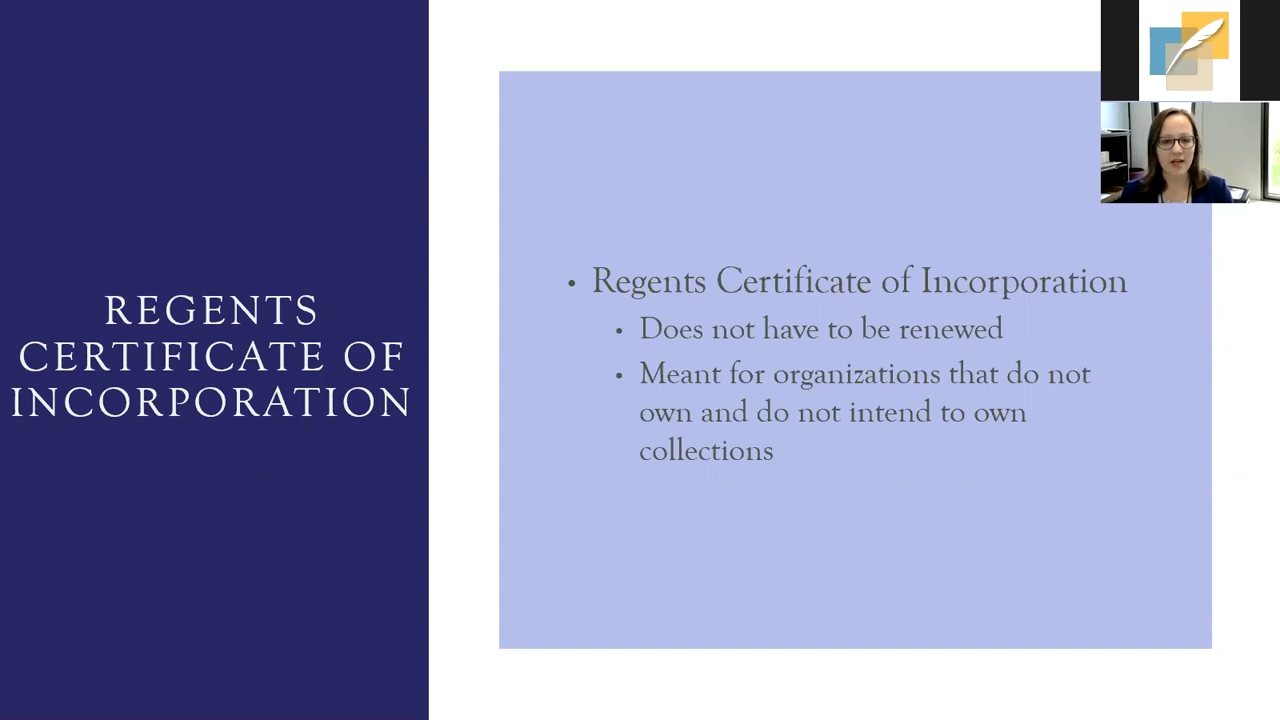 REGENTS
CERTIFICATE OF
INCORPORATION
• Regents Certificate of Incorporation
• Does not have to be renewed
• Meant for organizations that do not
own and do not intend to own
collections